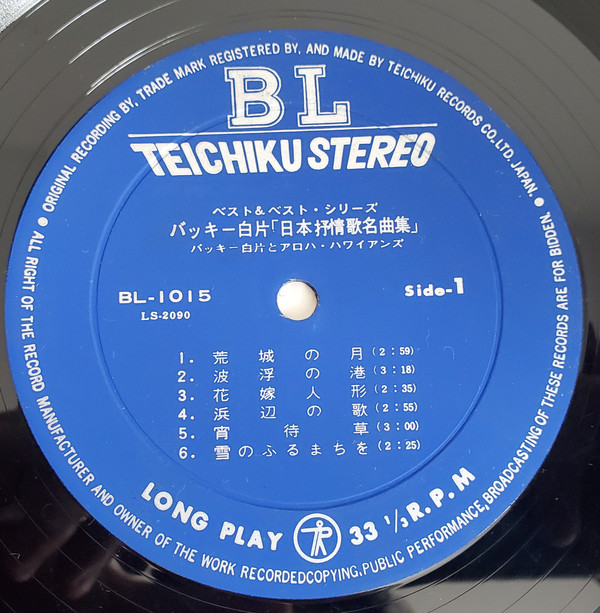 ORIGINAL RECORDING BY, TRADE MARK REGISTERED BY, AND MADE BY TEICHIKU RECORDS CO., LTD. JAPAN.
BL
TEICHIKU STEREO
ベスト&ベスト・シリーズ
バッキー白片「日本抒情歌名曲集」
バッキー白片とアロハ・ハワイアンズ
BL-1015
LS-2090
Side-1
1. 荒城の月 (2:59)
2. 波浮の港 (3:18)
3. 花嫁人形 (2:35)
4. 浜辺の歌 (2:55)
5. 宵待草 (3:00)
6. 雪のふるまちを (2:25)
LONG PLAY 33 1/3 R.P.M
ALL RIGHT OF THE RECORD MANUFACTURER AND OWNER OF THE WORK RECORDEDCOPYING, PUBLIC PERFORMANCE, BROADCASTING OF THESE RECORDS ARE FOR BIDDEN.